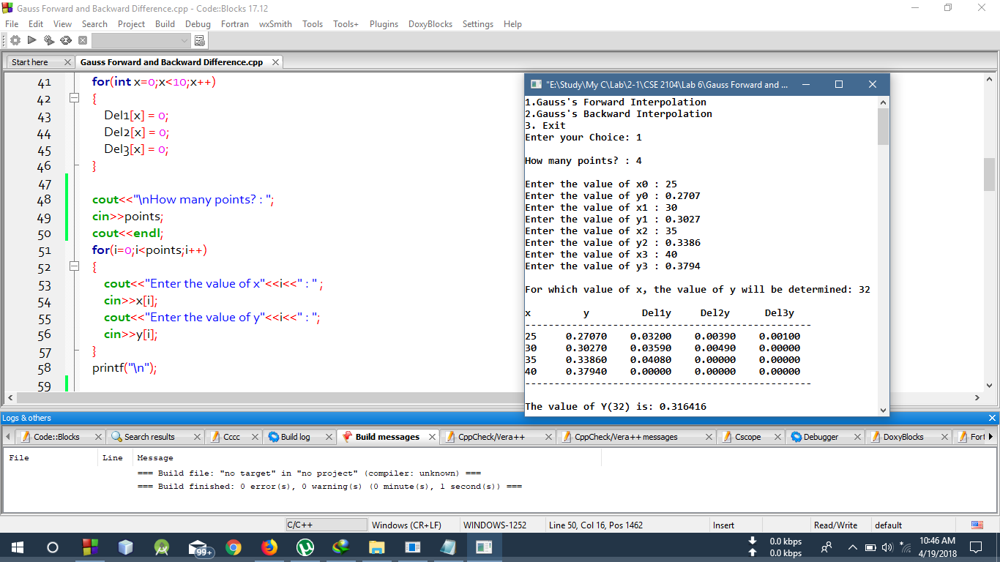 Gauss Forward and Backward Difference.cpp - Code::Blocks 17.12
File Edit View Search Project Build Debug Fortran wxSmith Tools Tools+ Plugins DoxyBlocks Settings Help
Start here
Gauss Forward and Backward Difference.cpp
41 for(int x=0;x<10;x++)
42 {
43 Del1[x] = 0;
44 Del2[x] = 0;
45 Del3[x] = 0;
46 }
47
48 cout<<"\nHow many points? : ";
49 cin>>points;
50 cout<<endl;
51 for(i=0;i<points;i++)
52 {
53 cout<<"Enter the value of x"<<i<<" : " ;
54 cin>>x[i];
55 cout<<"Enter the value of y"<<i<<" : ";
56 cin>>y[i];
57 }
58 printf("\n");
59
"E:\Study\My C\Lab\2-1\CSE 2104\Lab 6\Gauss Forward and ...
1.Gauss's Forward Interpolation
2.Gauss's Backward Interpolation
3. Exit
Enter your Choice: 1
How many points? : 4
Enter the value of x0 : 25
Enter the value of y0 : 0.2707
Enter the value of x1 : 30
Enter the value of y1 : 0.3027
Enter the value of x2 : 35
Enter the value of y2 : 0.3386
Enter the value of x3 : 40
Enter the value of y3 : 0.3794
For which value of x, the value of y will be determined: 32
x y Del1y Del2y Del3y
-------------------------------------------------
25 0.27070 0.03200 0.00390 0.00100
30 0.30270 0.03590 0.00490 0.00000
35 0.33860 0.04080 0.00000 0.00000
40 0.37940 0.00000 0.00000 0.00000
-------------------------------------------------
The value of Y(32) is: 0.316416
Logs & others
Code::Blocks
Search results
Cccc
Build log
Build messages
CppCheck/Vera++
CppCheck/Vera++ messages
Cscope
Debugger
DoxyBlocks
Fort
File Line Message
=== Build file: "no target" in "no project" (compiler: unknown) ===
=== Build finished: 0 error(s), 0 warning(s) (0 minute(s), 1 second(s)) ===
C/C++ Windows (CR+LF) WINDOWS-1252 Line 50, Col 16, Pos 1462 Insert Read/Write default
99+
0.0 kbps
0.0 kbps
10:46 AM
4/19/2018